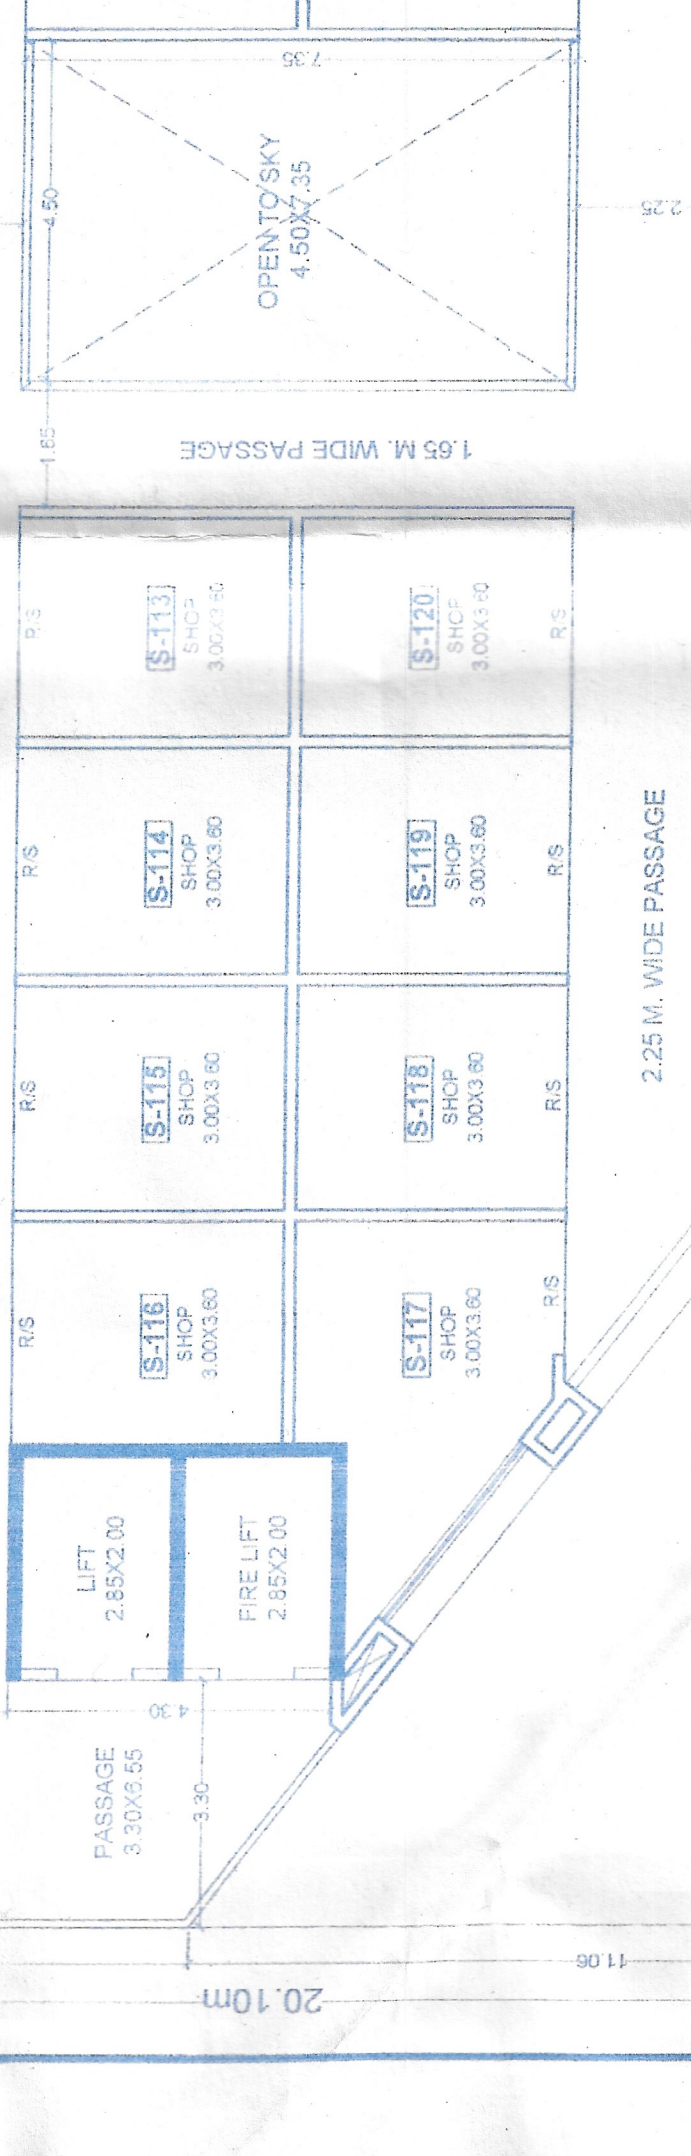 7.35
4.50
OPEN TO SKY
4.50X7.35
2.25
1.65
1.65 M. WIDE PASSAGE
R/S
S-113
SHOP
3.00X3.60
S-120
SHOP
3.00X3.60
R/S
R/S
S-114
SHOP
3.00X3.60
S-119
SHOP
3.00X3.60
R/S
2.25 M. WIDE PASSAGE
R/S
S-115
SHOP
3.00X3.60
S-118
SHOP
3.00X3.60
R/S
R/S
S-116
SHOP
3.00X3.60
S-117
SHOP
3.00X3.60
R/S
LIFT
2.85X2.00
FIRE LIFT
2.85X2.00
4.30
PASSAGE
3.30X6.55
3.30
11.06
20.10m